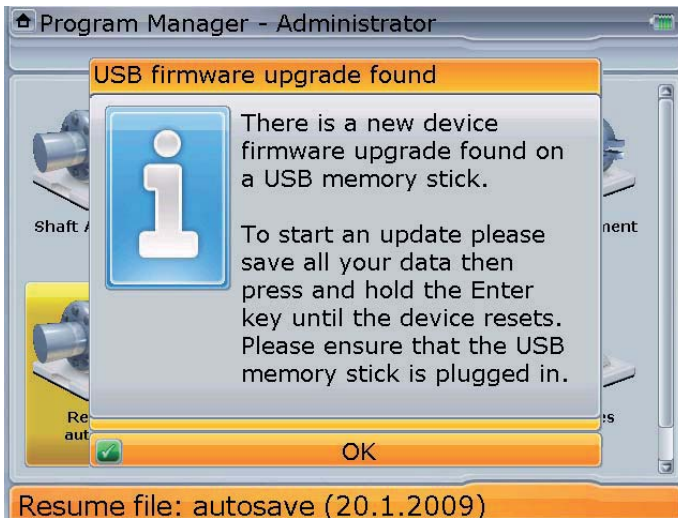 Program Manager - Administrator
USB firmware upgrade found
There is a new device
firmware upgrade found on
a USB memory stick.
To start an update please
save all your data then
press and hold the Enter
key until the device resets.
Please ensure that the USB
memory stick is plugged in.
Shaft
OK
Resume file: autosave (20.1.2009)